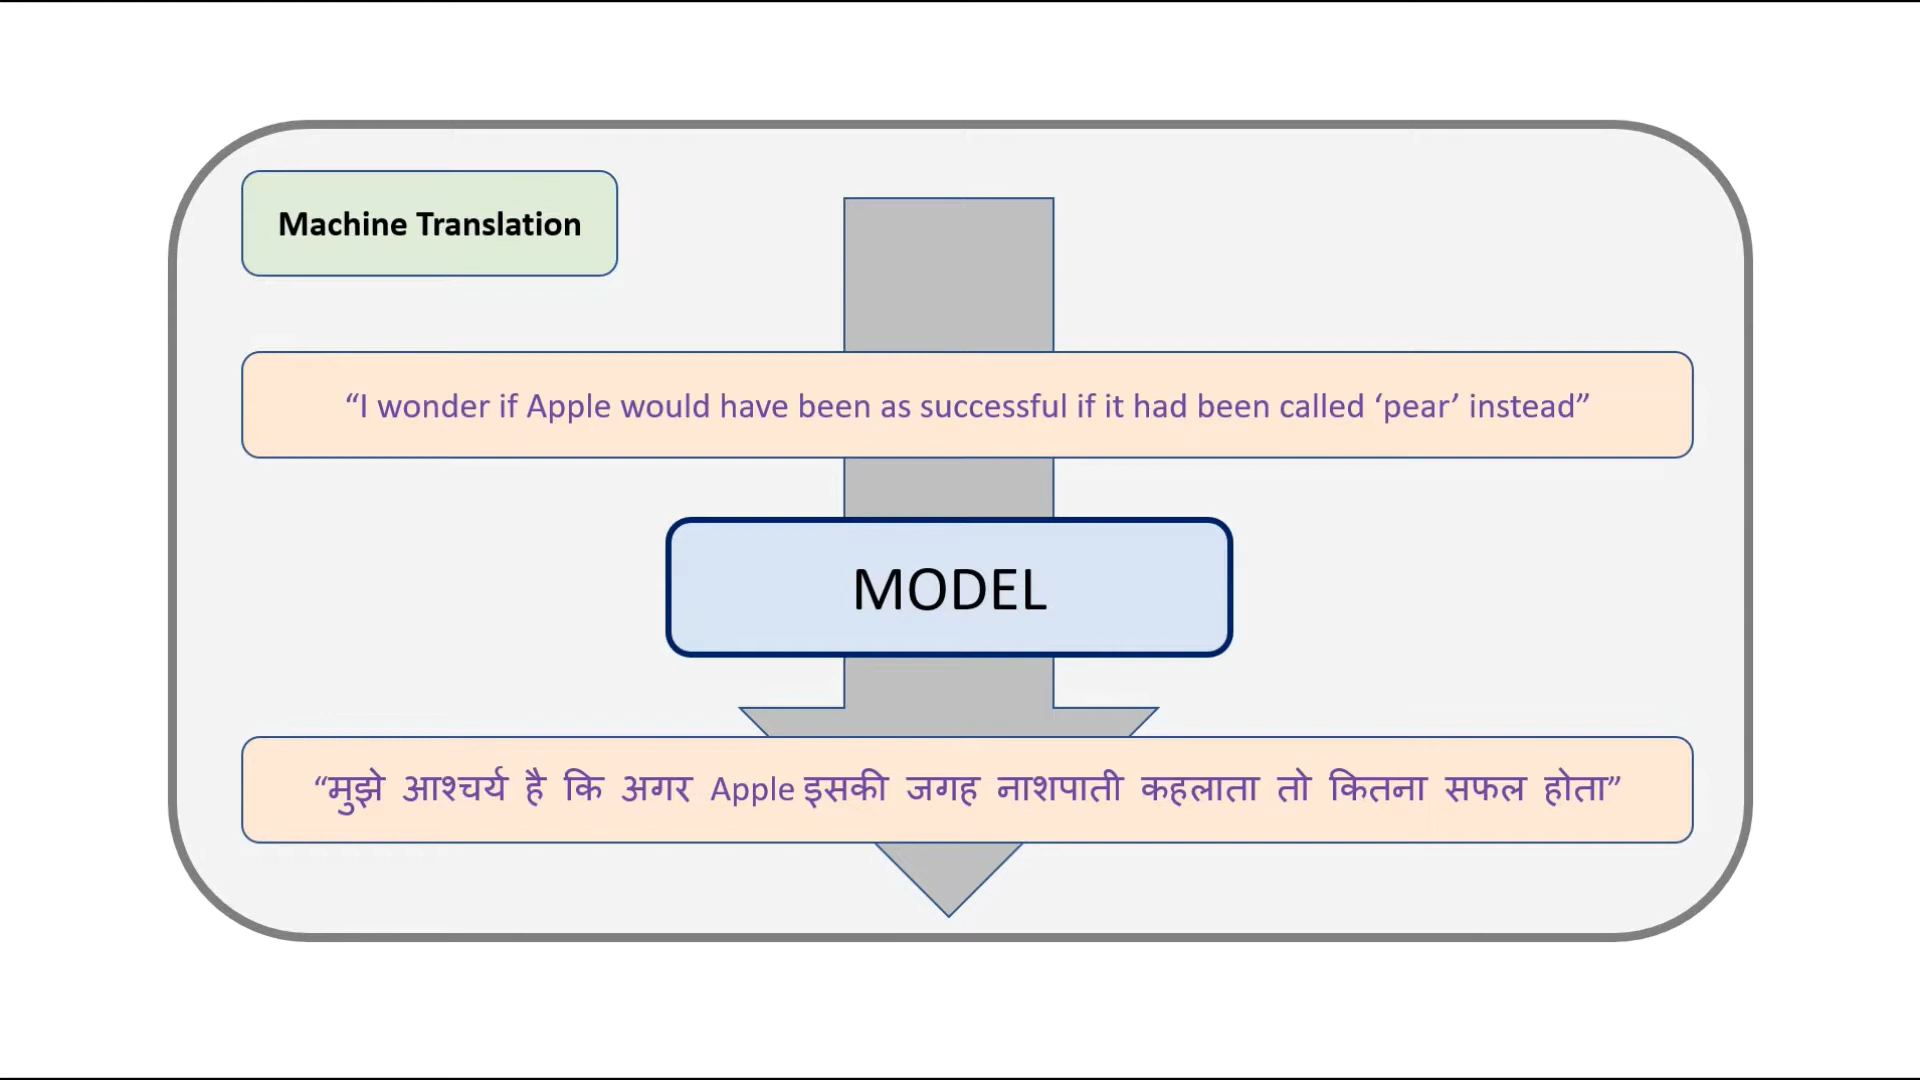 Machine Translation
“I wonder if Apple would have been as successful if it had been called ‘pear’ instead”
MODEL
“मुझे आश्चर्य है कि अगर Apple इसकी जगह नाशपाती कहलाता तो कितना सफल होता”